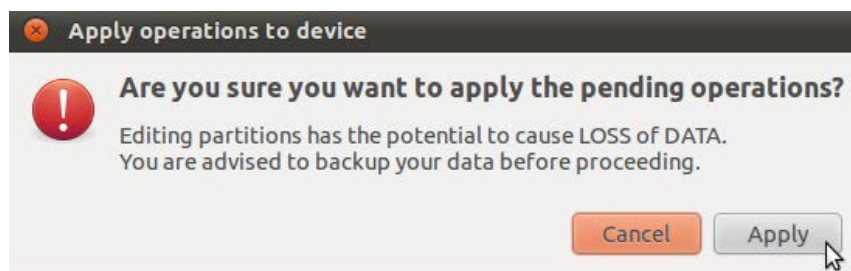 Apply operations to device
Are you sure you want to apply the pending operations?
Editing partitions has the potential to cause LOSS of DATA.
You are advised to backup your data before proceeding.
Cancel Apply